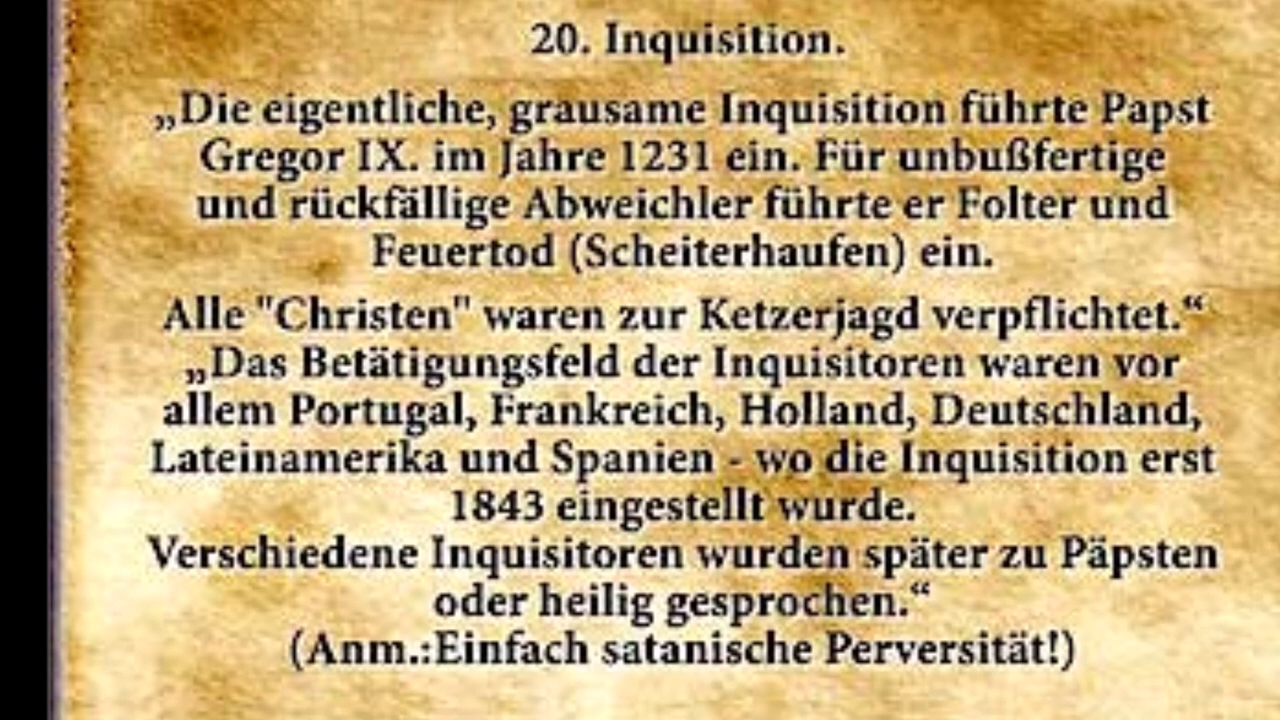 20. Inquisition.
„Die eigentliche, grausame Inquisition führte Papst
Gregor IX. im Jahre 1231 ein. Für unbußfertige
und rückfällige Abweichler führte er Folter und
Feuertod (Scheiterhaufen) ein.
Alle "Christen" waren zur Ketzerjagd verpflichtet.“
„Das Betätigungsfeld der Inquisitoren waren vor
allem Portugal, Frankreich, Holland, Deutschland,
Lateinamerika und Spanien - wo die Inquisition erst
1843 eingestellt wurde.
Verschiedene Inquisitoren wurden später zu Päpsten
oder heilig gesprochen.“
(Anm.:Einfach satanische Perversität!)